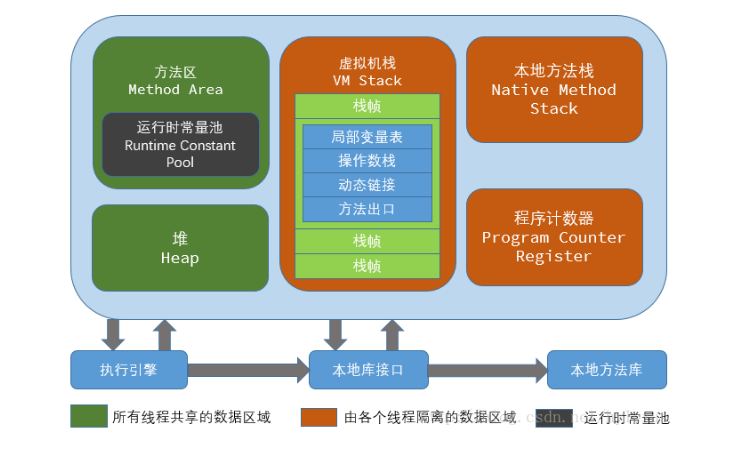 方法区
Method Area
运行时常量池
Runtime Constant
Pool
堆
Heap
虚拟机栈
VM Stack
栈帧
局部变量表
操作数栈
动态链接
方法出口
栈帧
栈帧
本地方法栈
Native Method
Stack
程序计数器
Program Counter
Register
执行引擎
本地库接口
本地方法库
所有线程共享的数据区域
由各个线程隔离的数据区域
运行时常量池